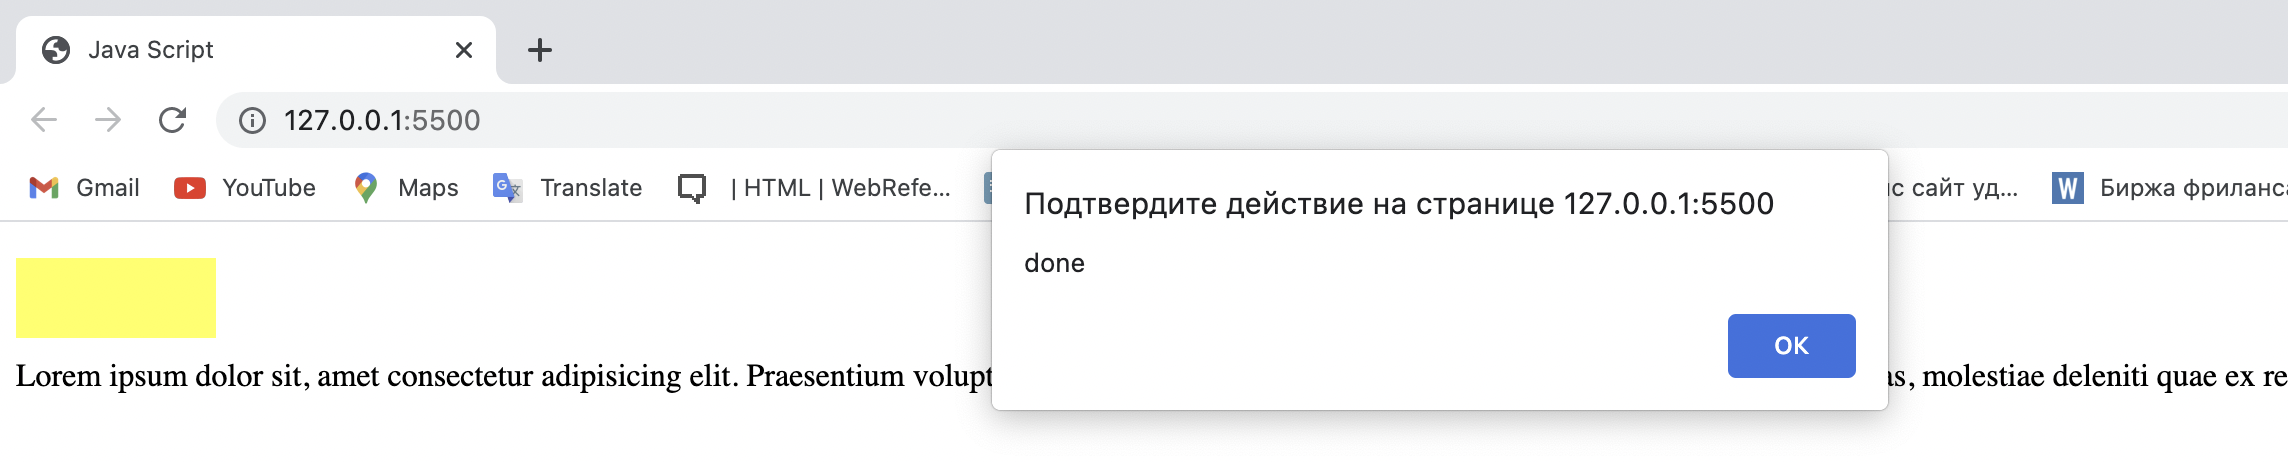 Java Script
127.0.0.1:5500
Gmail YouTube Maps Translate | HTML | WebRefe... сайт уд... W Биржа фриланса
Подтвердите действие на странице 127.0.0.1:5500
done
OK
Lorem ipsum dolor sit, amet consectetur adipisicing elit. Praesentium volupt as, molestiae deleniti quae ex re